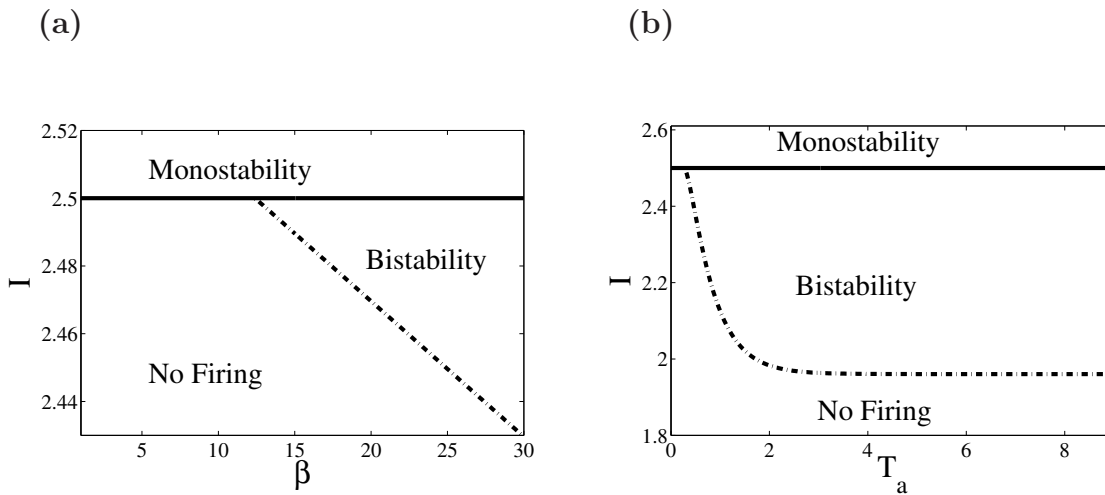 (a)
2.52
2.5
2.48
2.46
2.44
I
Monostability
Bistability
No Firing
5
10
15
20
25
30
β
(b)
2.6
2.4
2.2
2
1.8
I
Monostability
Bistability
No Firing
0
2
4
6
8
T_a